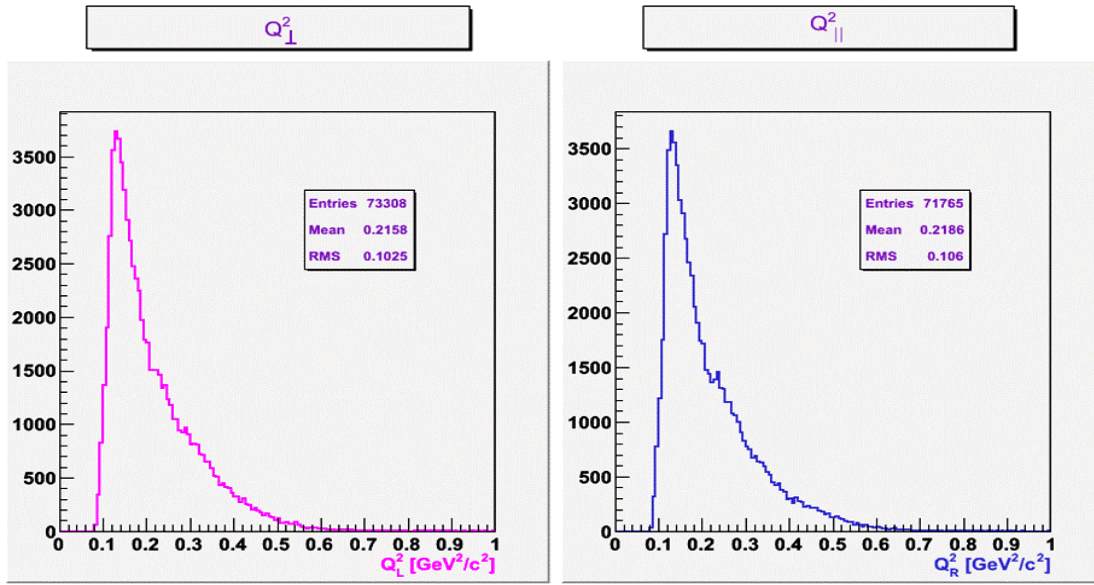 Q²⊥
Q²||
3500
3000
2500
2000
1500
1000
500
0
Entries 73308
Mean 0.2158
RMS 0.1025
0 0.1 0.2 0.3 0.4 0.5 0.6 0.7 0.8 0.9 1
Q²L [GeV²/c²]
3500
3000
2500
2000
1500
1000
500
0
Entries 71765
Mean 0.2186
RMS 0.106
0 0.1 0.2 0.3 0.4 0.5 0.6 0.7 0.8 0.9 1
Q²R [GeV²/c²]